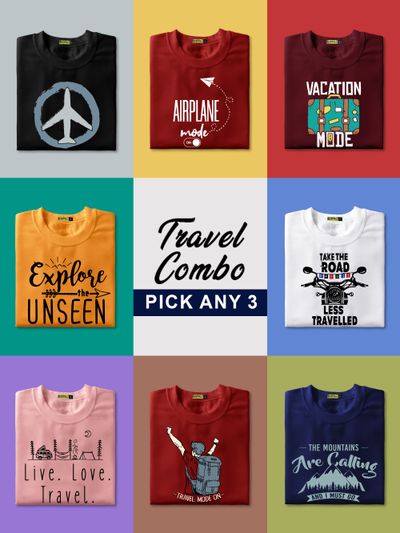 AIRPLANE
mode
ON
VACATION
MODE
Explore
the
UNSEEN
Travel
Combo
PICK ANY 3
TAKE THE
ROAD
LESS
TRAVELLED
Live. Love.
Travel.
TRAVEL MODE ON
THE MOUNTAINS
Are Calling
AND I MUST GO